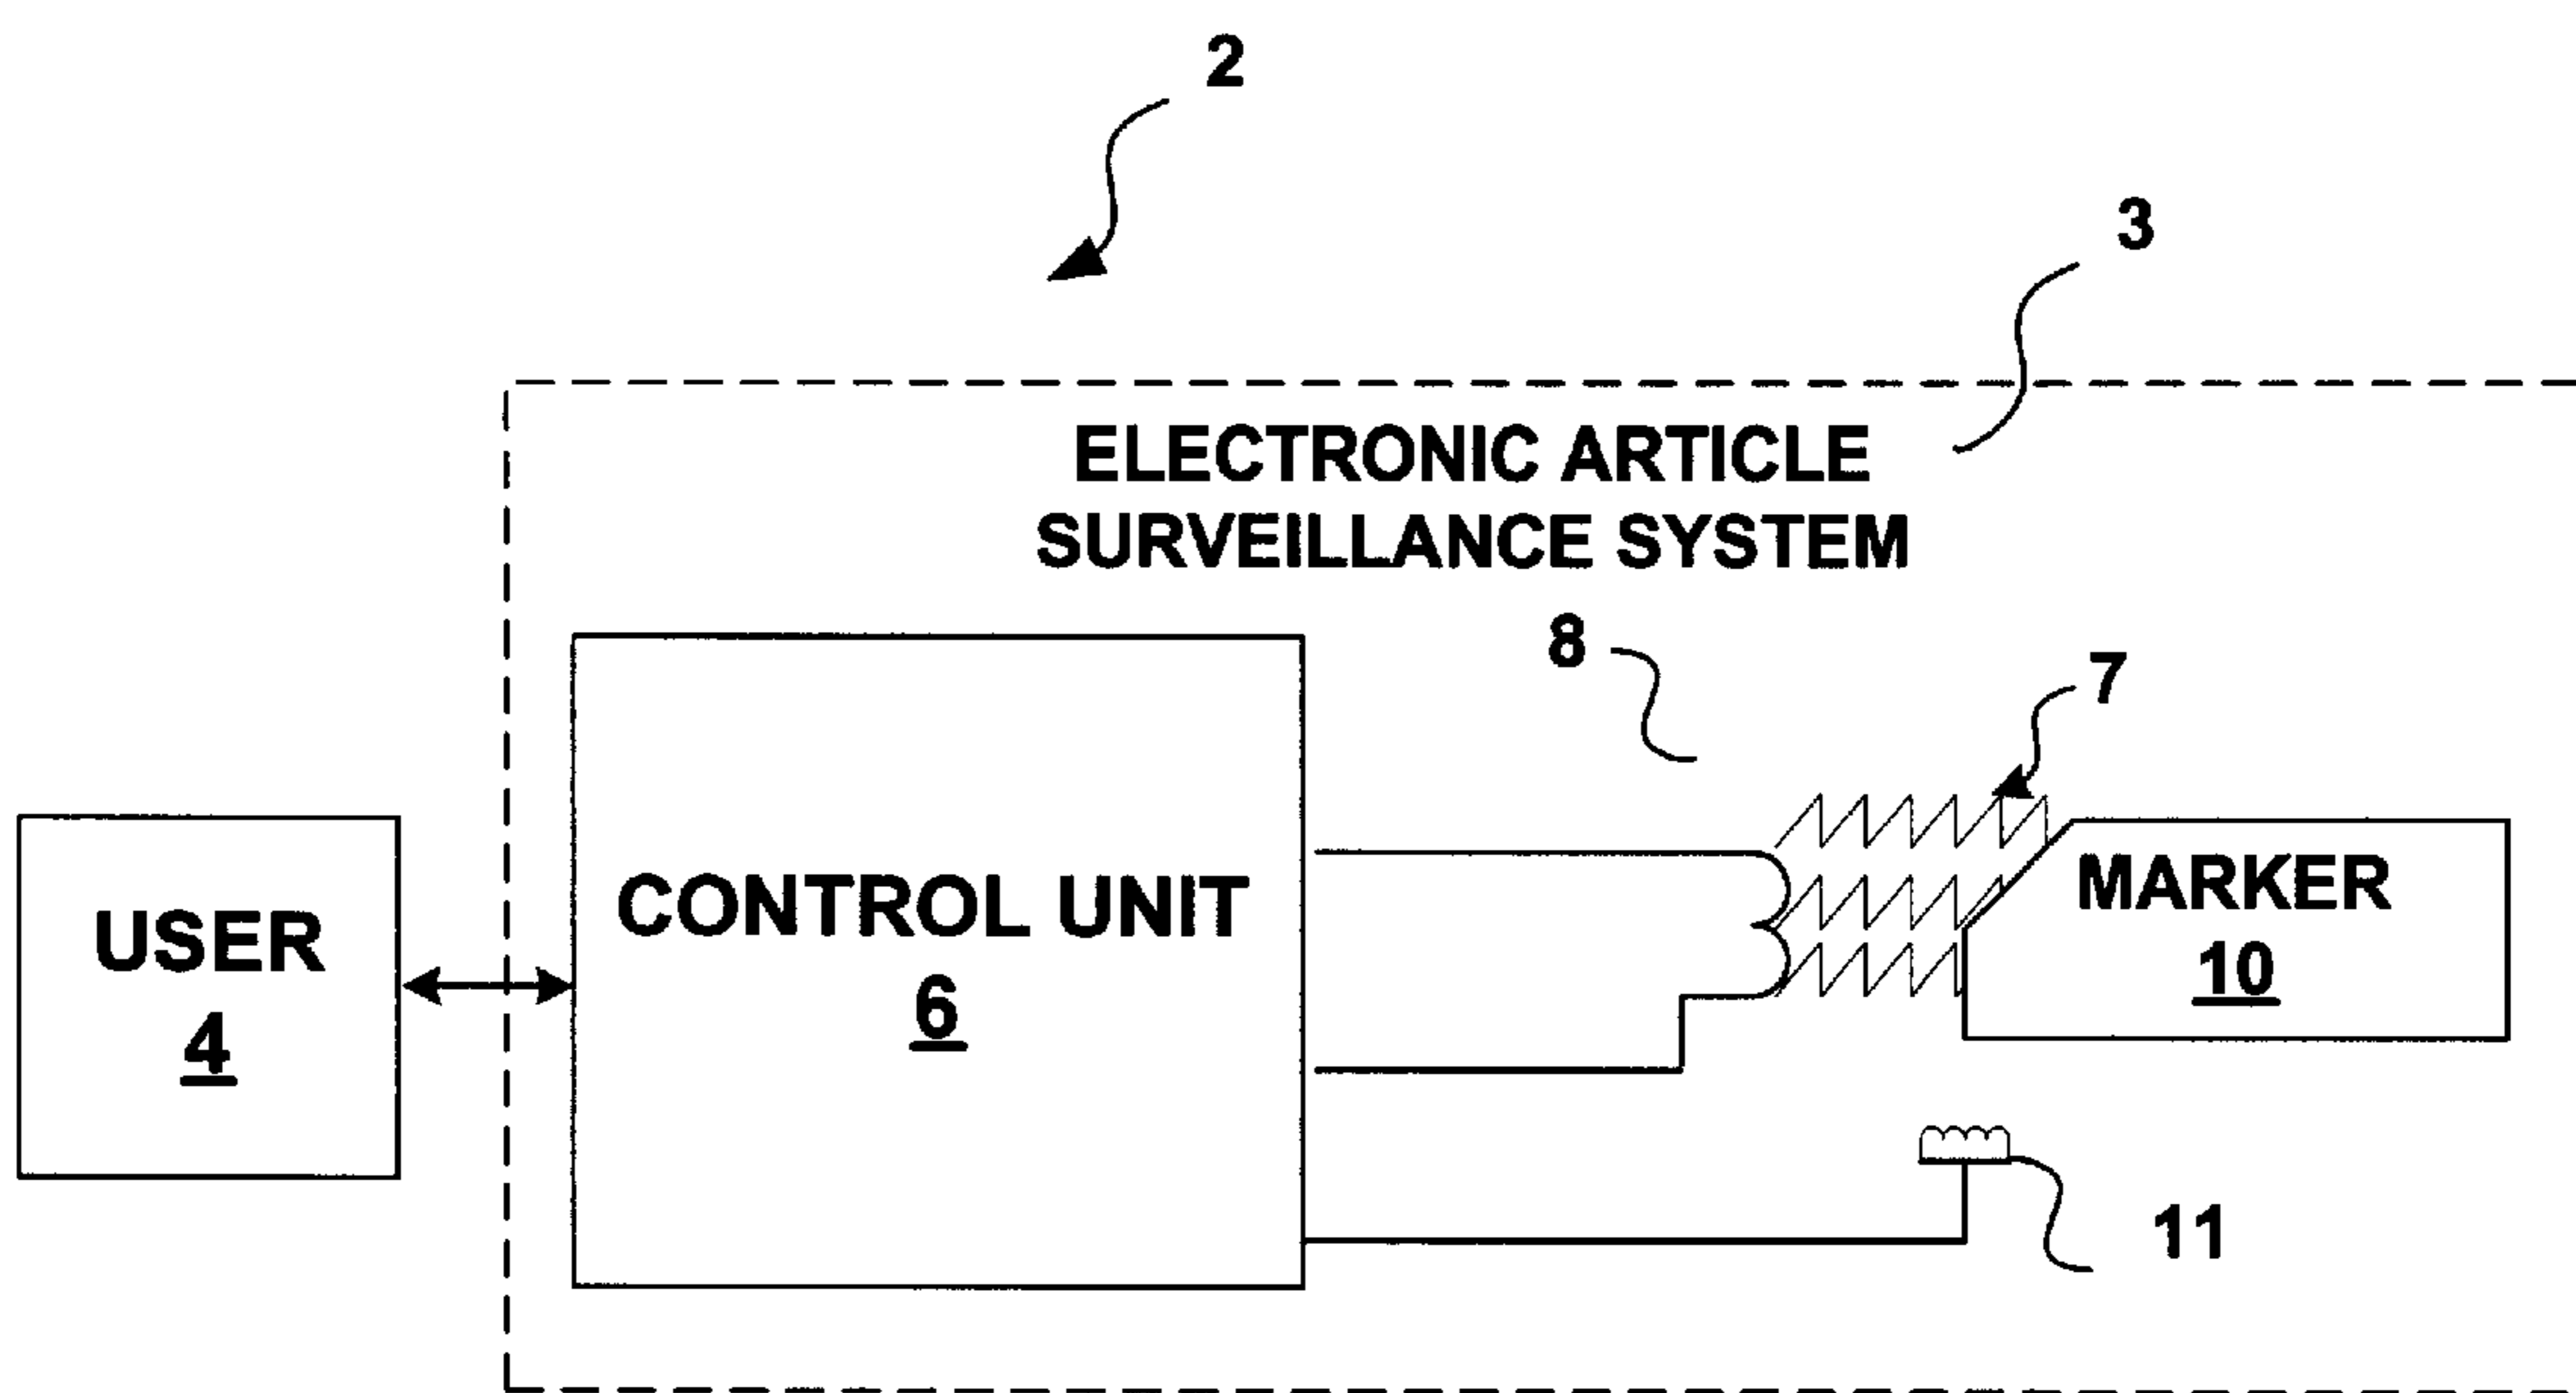 2
3
ELECTRONIC ARTICLE
SURVEILLANCE SYSTEM
8
7
USER
4
CONTROL UNIT
6
MARKER
10
11